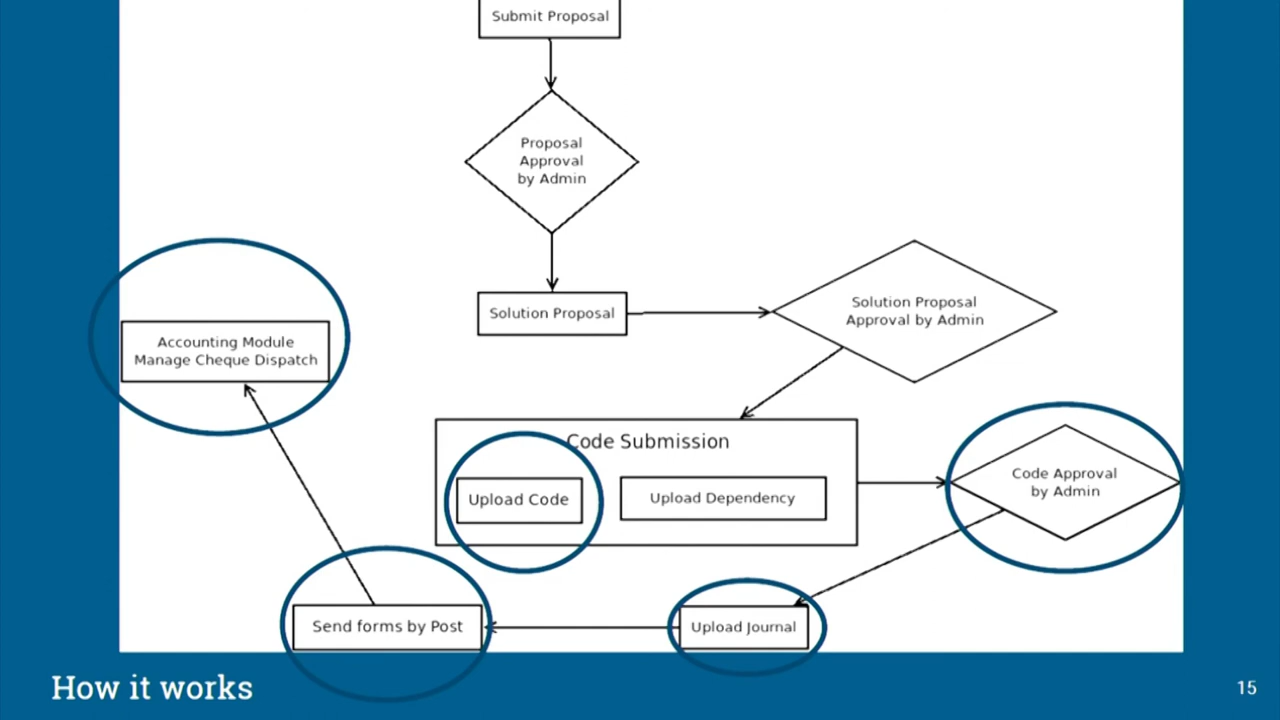 Submit Proposal
Proposal
Approval
by Admin
Solution Proposal
Solution Proposal
Approval by Admin
Accounting Module
Manage Cheque Dispatch
Code Submission
Upload Code
Upload Dependency
Code Approval
by Admin
Send forms by Post
Upload Journal
How it works
15